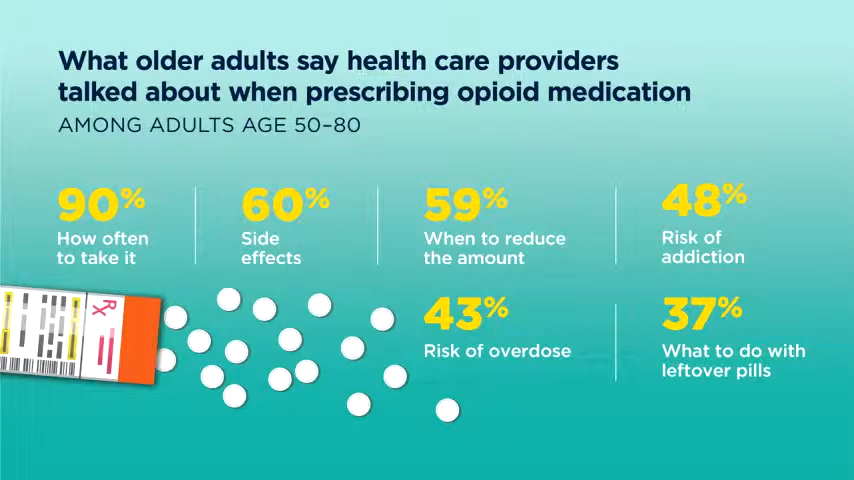 What older adults say health care providers
talked about when prescribing opioid medication
AMONG ADULTS AGE 50–80
90%
How often
to take it
60%
Side
effects
59%
When to reduce
the amount
48%
Risk of
addiction
43%
Risk of overdose
37%
What to do with
leftover pills
Rx